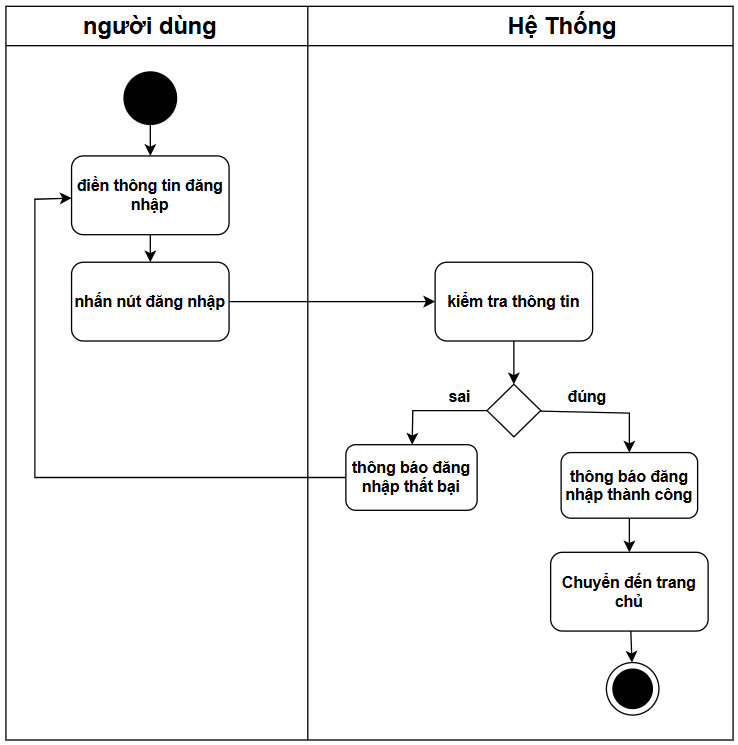 người dùng
Hệ Thống
điền thông tin đăng
nhập
nhấn nút đăng nhập
kiểm tra thông tin
sai
đúng
thông báo đăng
nhập thất bại
thông báo đăng
nhập thành công
Chuyển đến trang
chủ